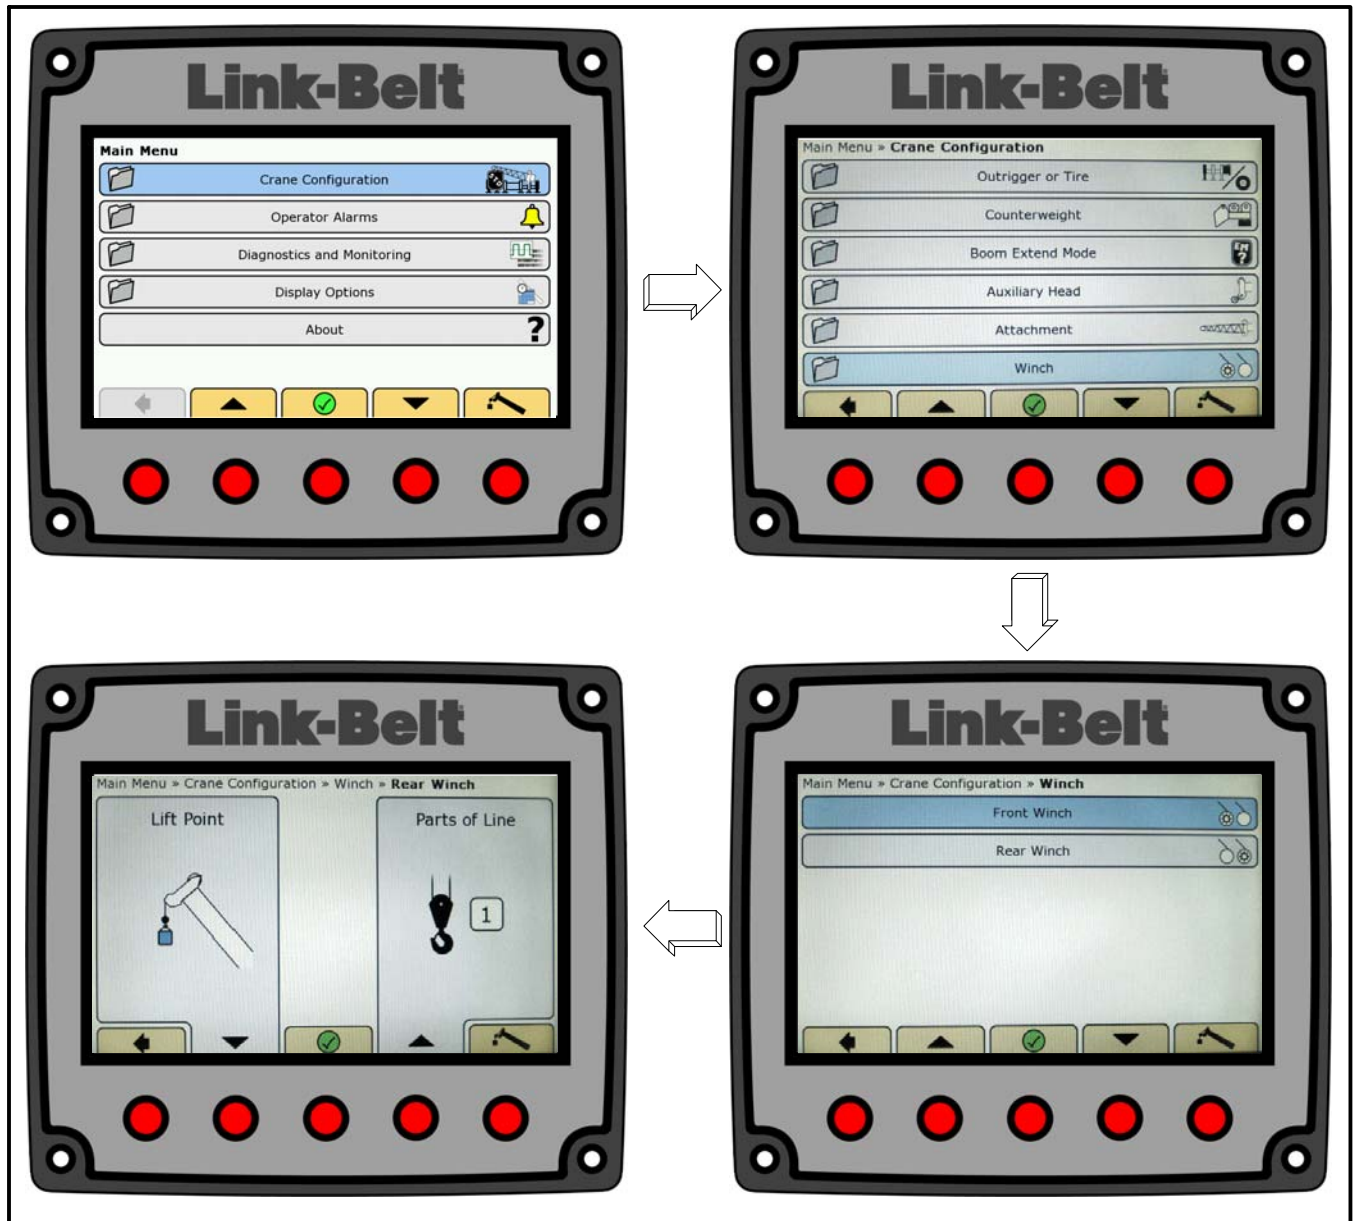 Link-Belt
Main Menu
Crane Configuration
Operator Alarms
Diagnostics and Monitoring
Display Options
About
?
Link-Belt
Main Menu » Crane Configuration
Outrigger or Tire
Counterweight
Boom Extend Mode
Auxiliary Head
Attachment
Winch
Link-Belt
Main Menu » Crane Configuration » Winch
Front Winch
Rear Winch
Link-Belt
Main Menu » Crane Configuration » Winch » Rear Winch
Lift Point
Parts of Line
1